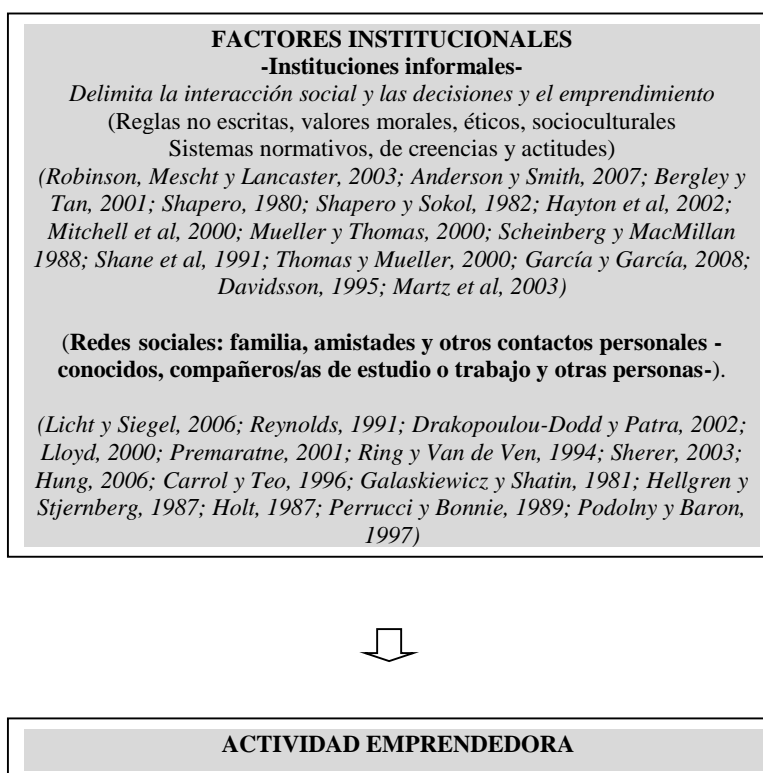 FACTORES INSTITUCIONALES
-Instituciones informales-
Delimita la interacción social y las decisiones y el emprendimiento
(Reglas no escritas, valores morales, éticos, socioculturales
Sistemas normativos, de creencias y actitudes)
(Robinson, Mescht y Lancaster, 2003; Anderson y Smith, 2007; Bergley y
Tan, 2001; Shapero, 1980; Shapero y Sokol, 1982; Hayton et al, 2002;
Mitchell et al, 2000; Mueller y Thomas, 2000; Scheinberg y MacMillan
1988; Shane et al, 1991; Thomas y Mueller, 2000; García y García, 2008;
Davidsson, 1995; Martz et al, 2003)
(Redes sociales: familia, amistades y otros contactos personales -
conocidos, compañeros/as de estudio o trabajo y otras personas-).
(Licht y Siegel, 2006; Reynolds, 1991; Drakopoulou-Dodd y Patra, 2002;
Lloyd, 2000; Premaratne, 2001; Ring y Van de Ven, 1994; Sherer, 2003;
Hung, 2006; Carrol y Teo, 1996; Galaskiewicz y Shatin, 1981; Hellgren y
Stjernberg, 1987; Holt, 1987; Perrucci y Bonnie, 1989; Podolny y Baron,
1997)
ACTIVIDAD EMPRENDEDORA